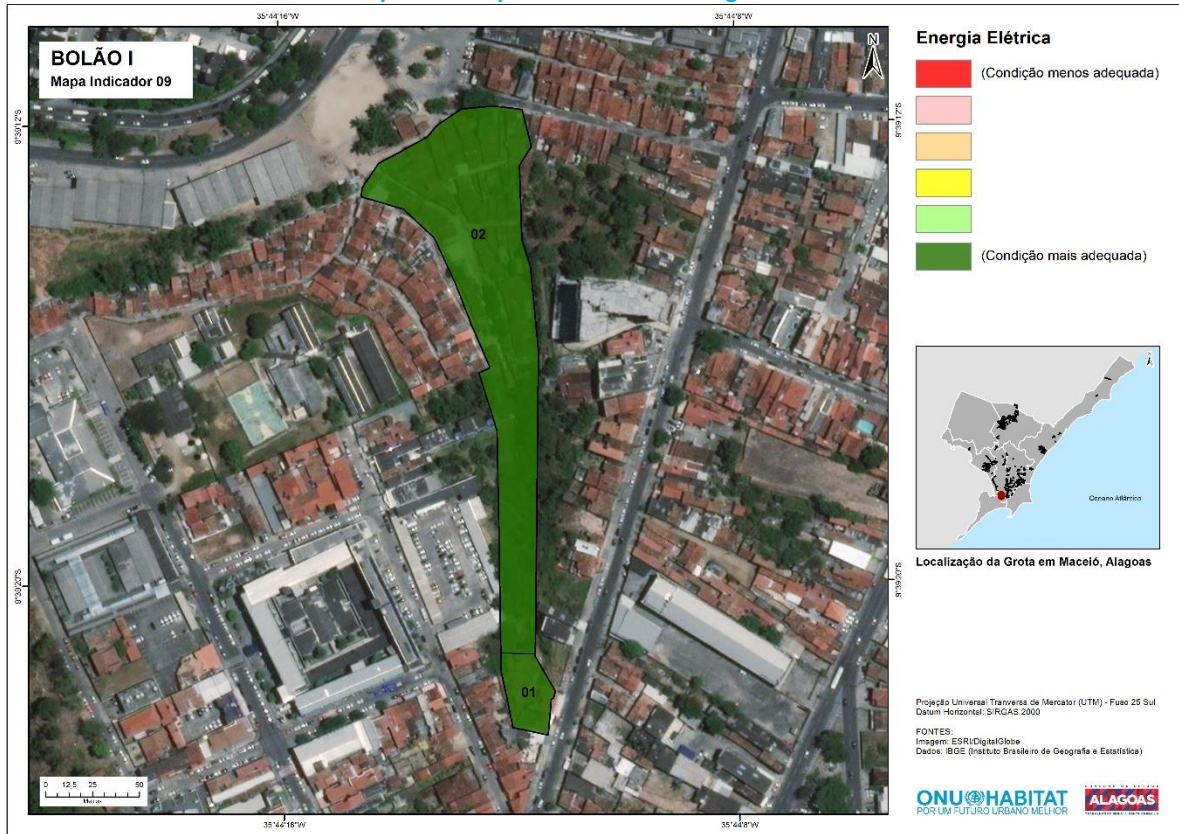 35°44'16"W
35°44'8"W
BOLÃO I
Mapa Indicador 09
N
9°39'12"S
9°39'12"S
02
9°39'20"S
9°39'20"S
01
0 12,5 25 50
Metros
35°44'16"W
35°44'8"W
Energia Elétrica
(Condição menos adequada)
(Condição mais adequada)
Oceano Atlântico
Localização da Grota em Maceió, Alagoas
Projeção Universal Tranversa de Mercator (UTM) - Fuso 25 Sul
Datum Horizontal: SIRGAS 2000
FONTES:
Imagem: ESRI/DigitalGlobe
Dados: IBGE (Instituto Brasileiro de Geografia e Estatística)
ONU HABITAT
POR UM FUTURO URBANO MELHOR
ALAGOAS